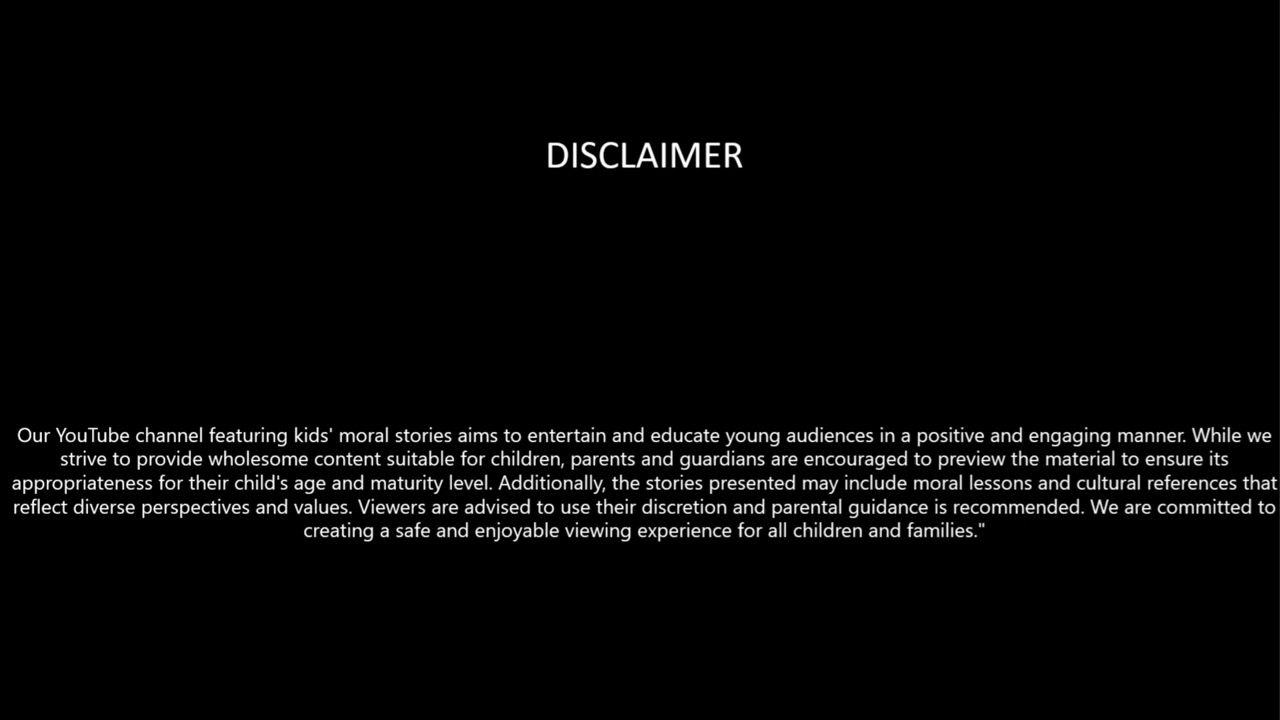 DISCLAIMER
Our YouTube channel featuring kids' moral stories aims to entertain and educate young audiences in a positive and engaging manner. While we
strive to provide wholesome content suitable for children, parents and guardians are encouraged to preview the material to ensure its
appropriateness for their child's age and maturity level. Additionally, the stories presented may include moral lessons and cultural references that
reflect diverse perspectives and values. Viewers are advised to use their discretion and parental guidance is recommended. We are committed to
creating a safe and enjoyable viewing experience for all children and families."